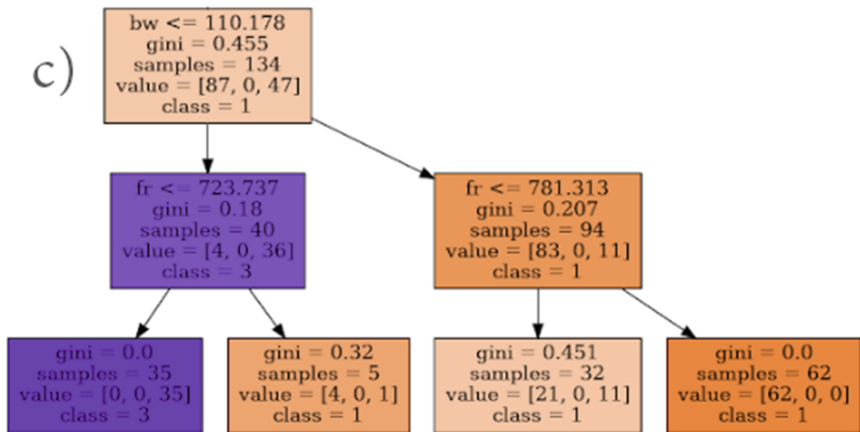 c)
bw <= 110.178
gini = 0.455
samples = 134
value = [87, 0, 47]
class = 1
fr <= 723.737
gini = 0.18
samples = 40
value = [4, 0, 36]
class = 3
fr <= 781.313
gini = 0.207
samples = 94
value = [83, 0, 11]
class = 1
gini = 0.0
samples = 35
value = [0, 0, 35]
class = 3
gini = 0.32
samples = 5
value = [4, 0, 1]
class = 1
gini = 0.451
samples = 32
value = [21, 0, 11]
class = 1
gini = 0.0
samples = 62
value = [62, 0, 0]
class = 1